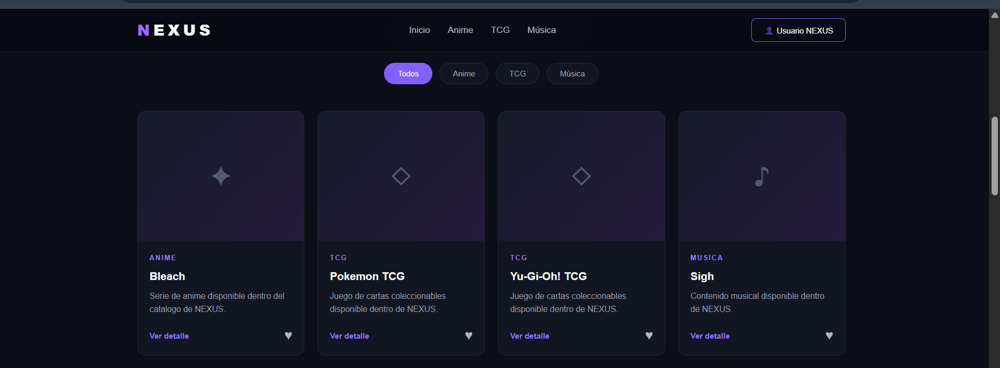 NEXUS
Inicio Anime TCG Música
Usuario NEXUS
Todos Anime TCG Música
ANIME
Bleach
Serie de anime disponible dentro del
catalogo de NEXUS.
Ver detalle
TCG
Pokemon TCG
Juego de cartas coleccionables
disponible dentro de NEXUS.
Ver detalle
TCG
Yu-Gi-Oh! TCG
Juego de cartas coleccionables
disponible dentro de NEXUS.
Ver detalle
MUSICA
Sigh
Contenido musical disponible dentro
de NEXUS.
Ver detalle